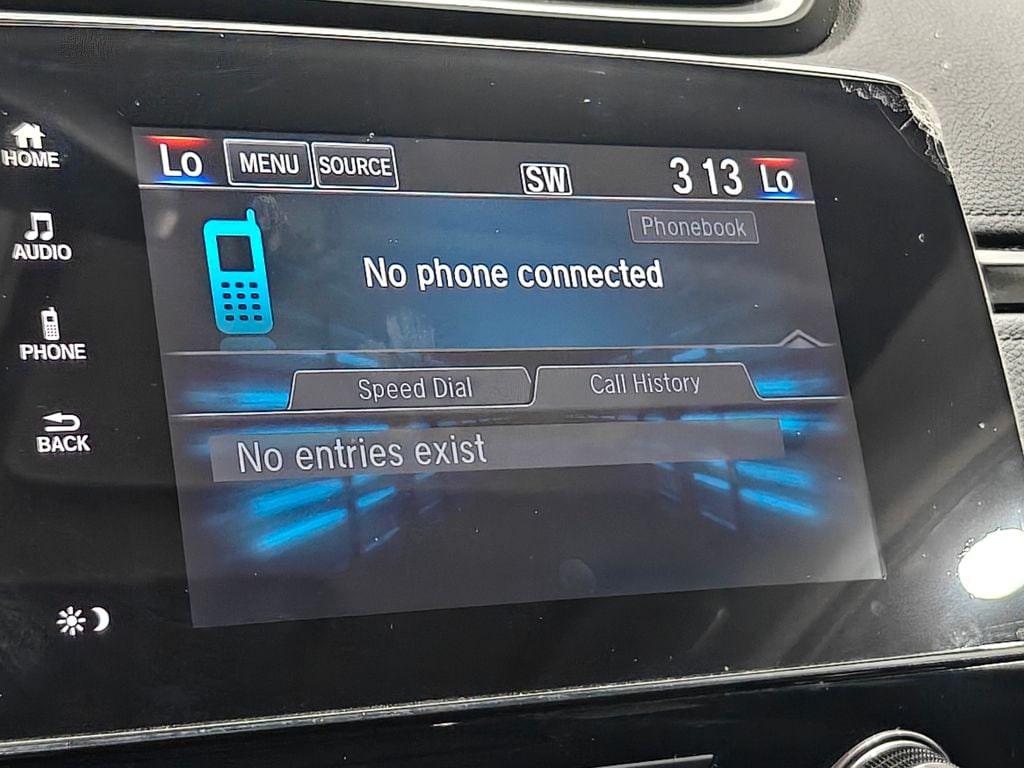 HOME
AUDIO
PHONE
BACK
Lo MENU SOURCE SW 3 13 Lo
Phonebook
No phone connected
Speed Dial Call History
No entries exist